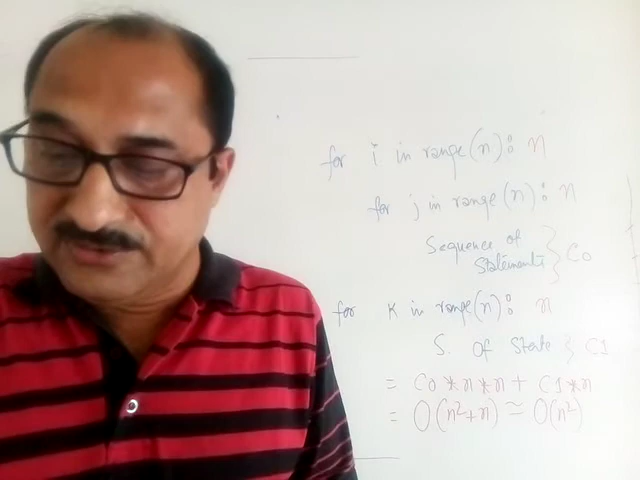 for i in range(n): n
for j in range(n): n
Sequence of
Statements } C0
for K in range(n): n
S. Of State } C1
= C0 * n * n + C1 * n
= O(n² + n) ≃ O(n²)